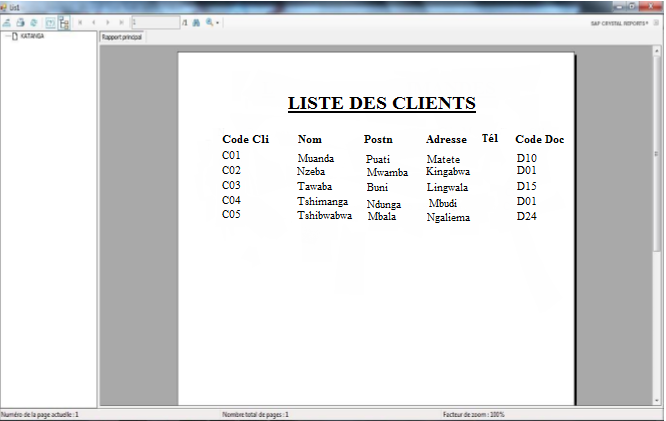 List
1 /1 SAP CRYSTAL REPORTS®
KATANGA
Rapport principal
LISTE DES CLIENTS
Code Cli Nom Postn Adresse Tél Code Doc
C01 Muanda Puati Matete D10
C02 Nzeba Mwamba Kingabwa D01
C03 Tawaba Buni Lingwala D15
C04 Tshimanga Ndunga Mbudi D01
C05 Tshibwabwa Mbala Ngaliema D24
Numéro de la page actuelle : 1 Nombre total de pages : 1 Facteur de zoom : 100%